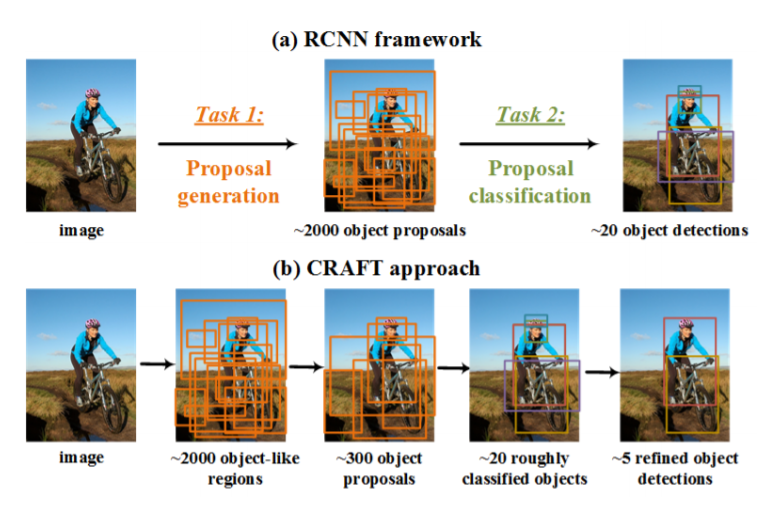 (a) RCNN framework
Task 1:
Proposal
generation
Task 2:
Proposal
classification
image
~2000 object proposals
~20 object detections
(b) CRAFT approach
image
~2000 object-like
regions
~300 object
proposals
~20 roughly
classified objects
~5 refined object
detections